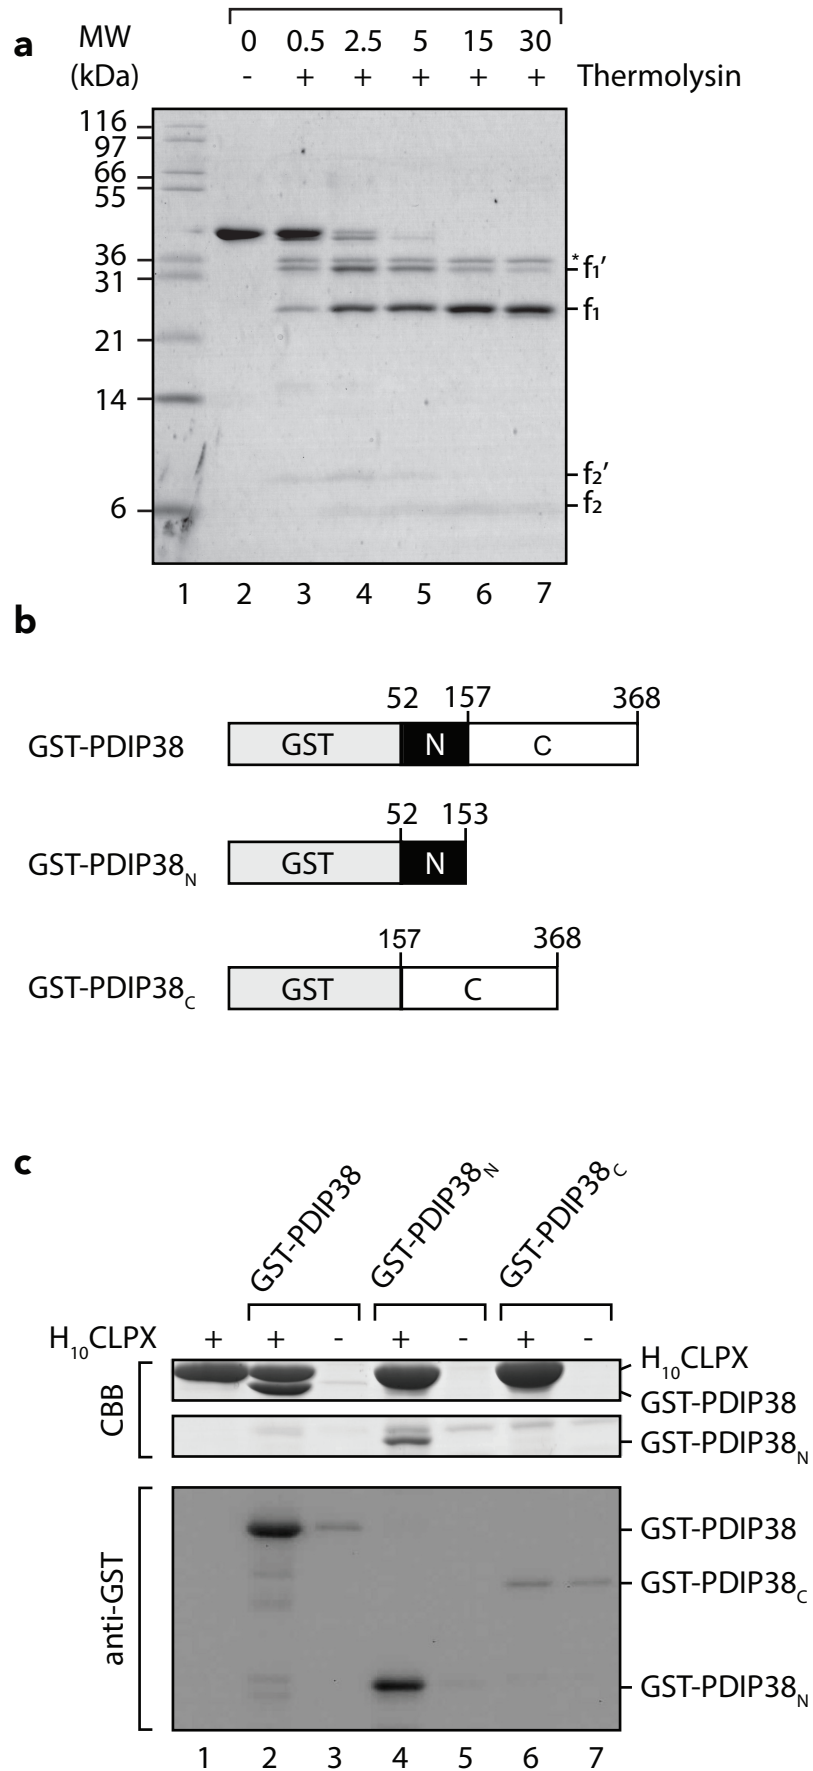 a
MW 0 0.5 2.5 5 15 30
(kDa) - + + + + + Thermolysin
116
97
66
55
36
31
21
14
6
* f₁′
f₁
f₂′
f₂
1 2 3 4 5 6 7
b
52 157 368
GST-PDIP38 GST N C
52 153
GST-PDIP38N GST N
157 368
GST-PDIP38C GST C
c
GST-PDIP38 GST-PDIP38N GST-PDIP38C
H₁₀CLPX + + - + - + -
CBB
H₁₀CLPX
GST-PDIP38
GST-PDIP38N
anti-GST
GST-PDIP38
GST-PDIP38C
GST-PDIP38N
1 2 3 4 5 6 7